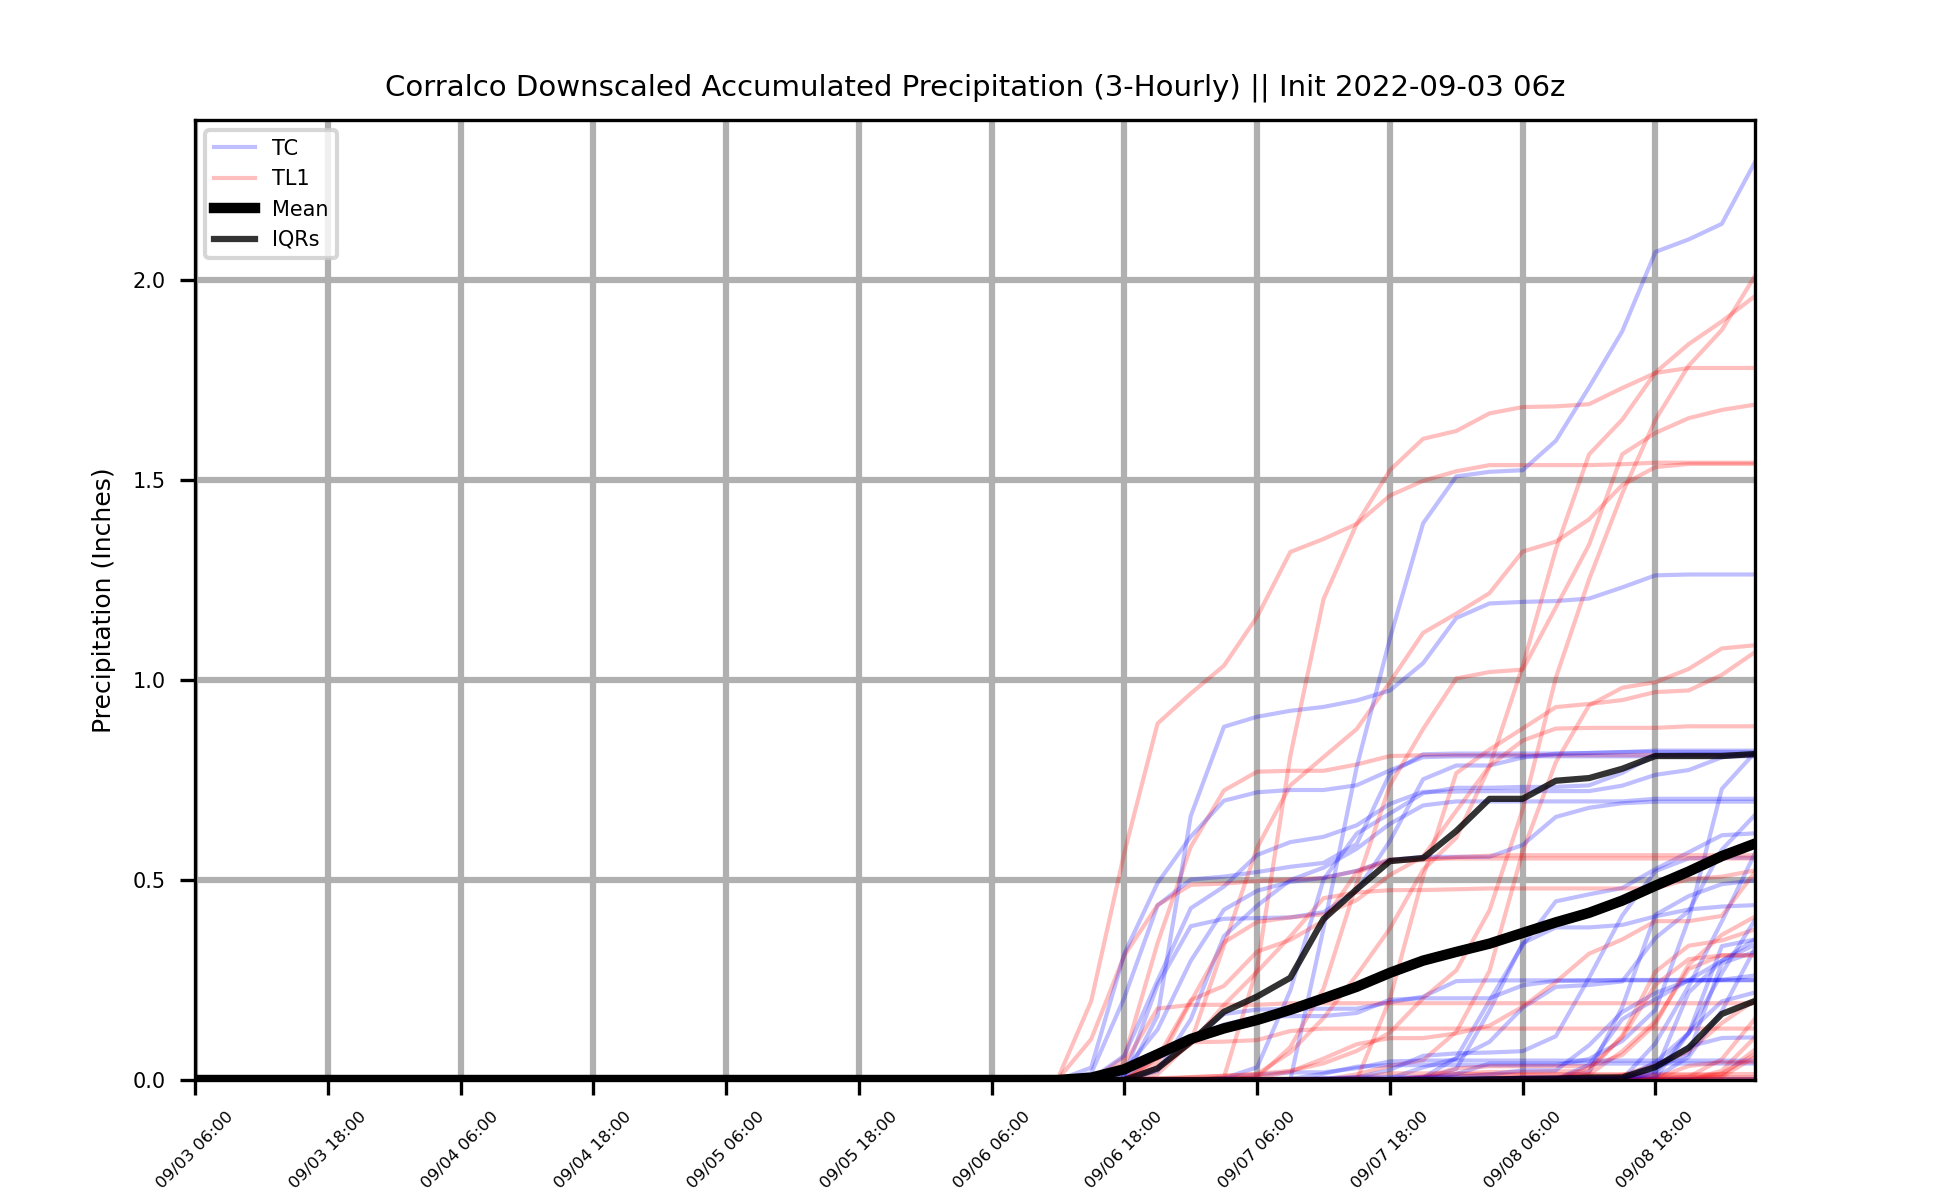 Corralco Downscaled Accumulated Precipitation (3-Hourly) || Init 2022-09-03 06z
TC
TL1
Mean
IQRs
Precipitation (Inches)
2.0
1.5
1.0
0.5
0.0
09/03 06:00
09/03 18:00
09/04 06:00
09/04 18:00
09/05 06:00
09/05 18:00
09/06 06:00
09/06 18:00
09/07 06:00
09/07 18:00
09/08 06:00
09/08 18:00